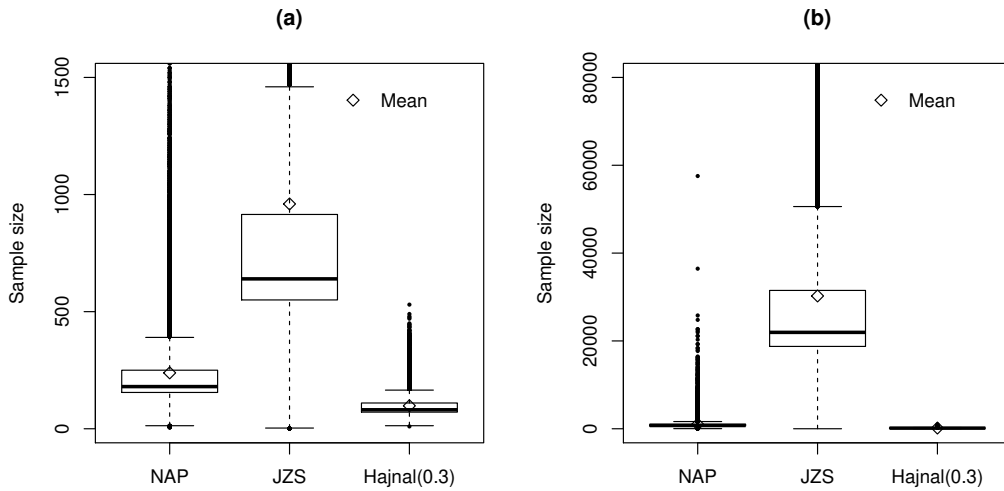 (a)
Sample size
1500
1000
500
0
Mean
NAP
JZS
Hajnal(0.3)
(b)
Sample size
80000
60000
40000
20000
0
Mean
NAP
JZS
Hajnal(0.3)